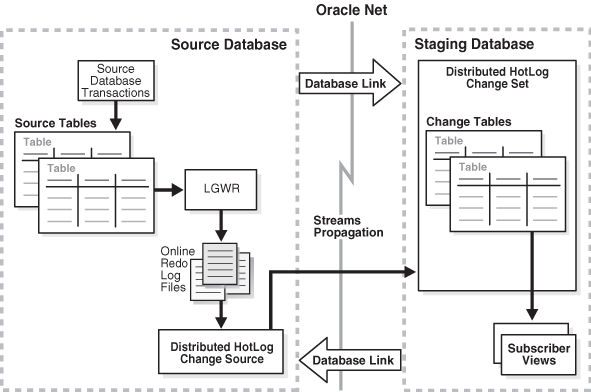 Oracle Net
Source Database
Staging Database
Source
Database
Transactions
Database Link
Distributed HotLog
Change Set
Source Tables
Table
Table
Change Tables
Table
Table
LGWR
Streams
Propagation
Online
Redo
Log
Files
Distributed HotLog
Change Source
Database Link
Subscriber
Views